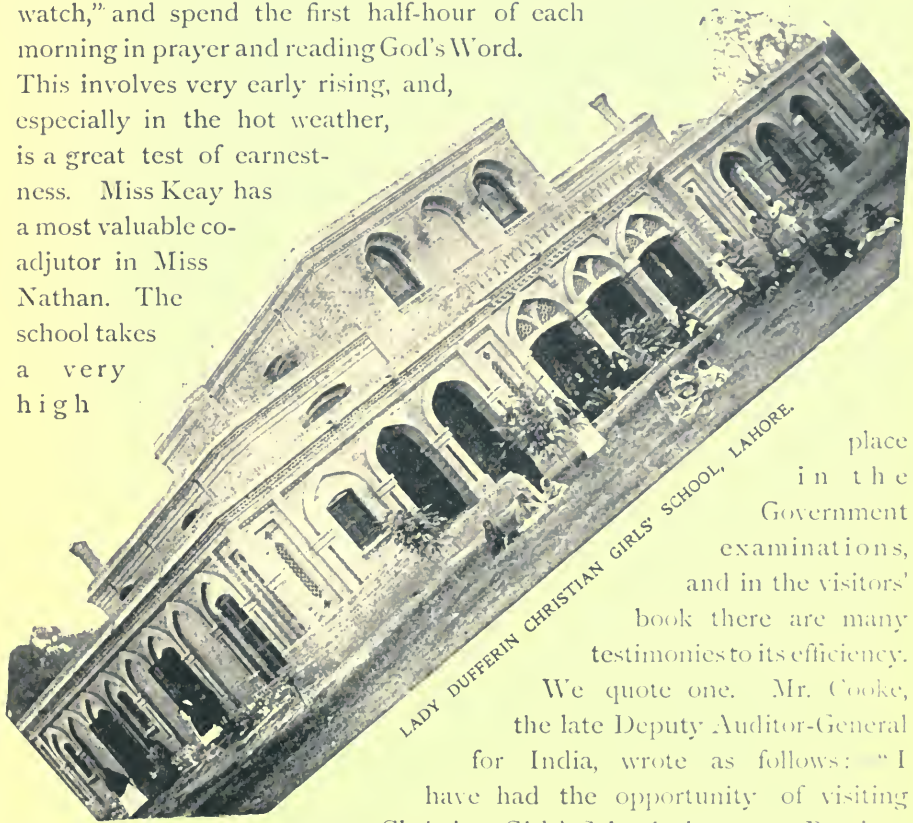 watch," and spend the first half-hour of each
morning in prayer and reading God's Word.
This involves very early rising, and,
especially in the hot weather,
is a great test of earnest-
ness. Miss Keay has
a most valuable co-
adjutor in Miss
Nathan. The
school takes
a very
high
LADY DUFFERIN CHRISTIAN GIRLS' SCHOOL, LAHORE.
place
in the
Government
examinations,
and in the visitors'
book there are many
testimonies to its efficiency.
We quote one. Mr. Cooke,
the late Deputy Auditor-General
for India, wrote as follows: "I
have had the opportunity of visiting